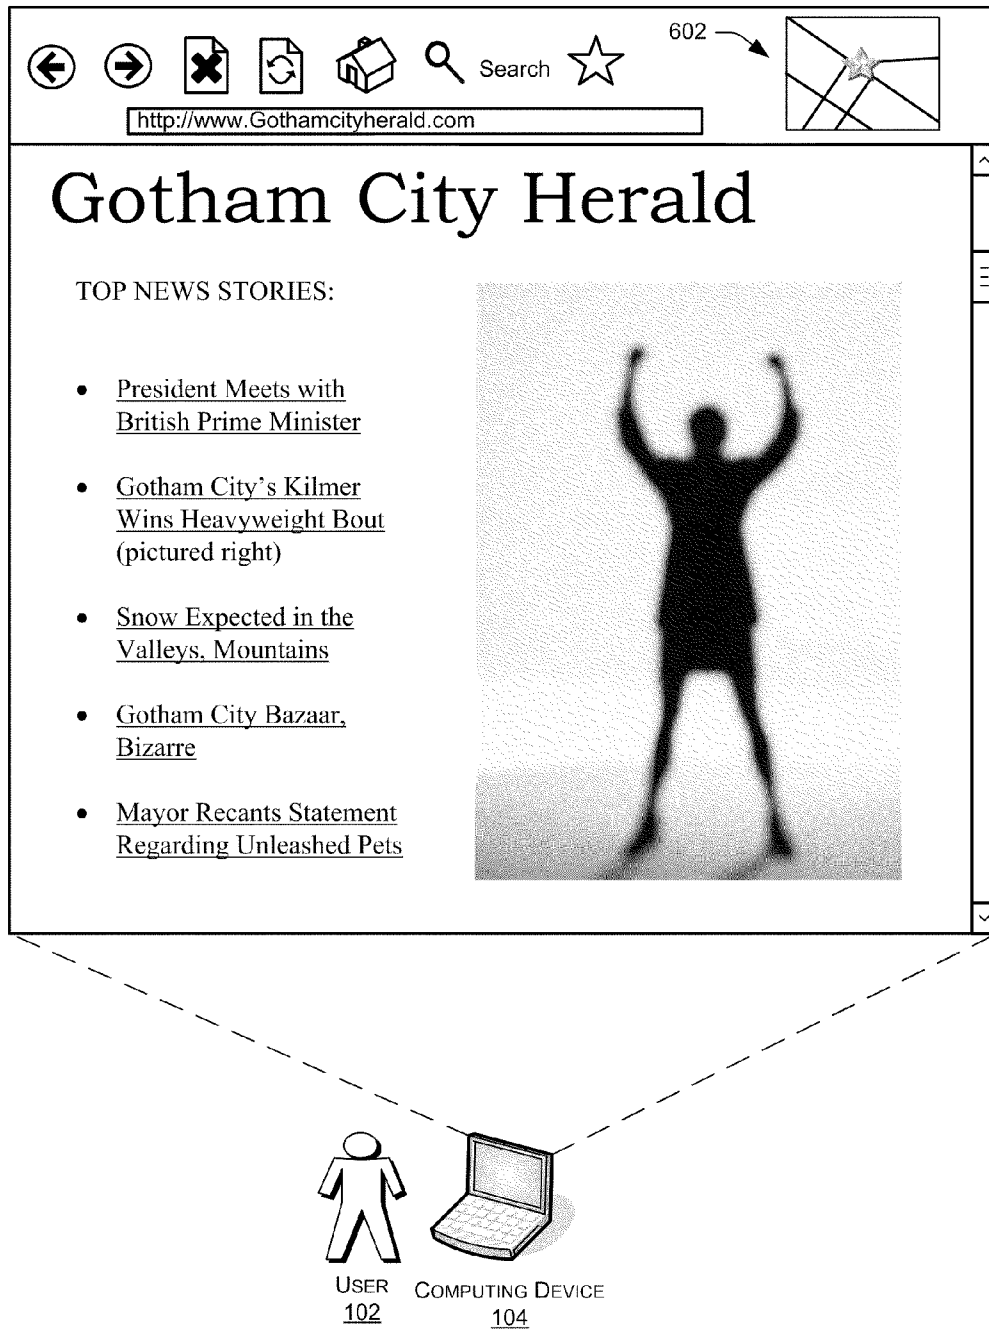 602
Search
http://www.Gothamcityherald.com
Gotham City Herald
TOP NEWS STORIES:
• President Meets with
British Prime Minister
• Gotham City's Kilmer
Wins Heavyweight Bout
(pictured right)
• Snow Expected in the
Valleys, Mountains
• Gotham City Bazaar,
Bizarre
• Mayor Recants Statement
Regarding Unleashed Pets
USER
102
COMPUTING DEVICE
104